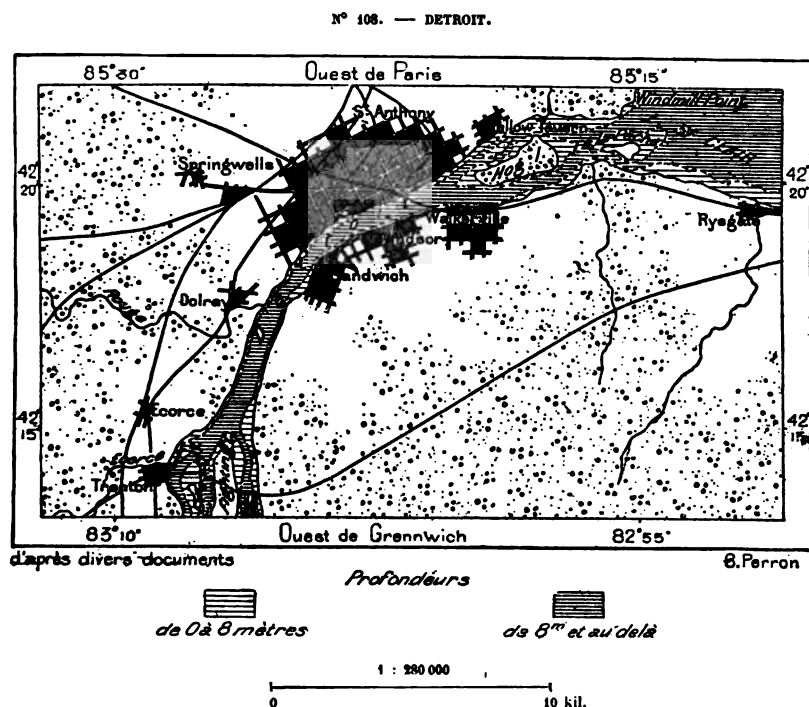 N° 108. — DETROIT.
85°30' Ouest de Paris 85°15'
Windmill Point
St Anthony
42° 20' Springwells Hog I. 42° 20'
Walkerville Ryegate
Windsor
Sandwich
Rouge Delray
42° 15' Ecorce 42° 15'
Trenton
83°10' Ouest de Grennwich 82°55'
d'après divers documents C.Perron
Profondeurs
de 0 à 8 mètres de 8m et au delà
1 : 280 000
0 10 kil.